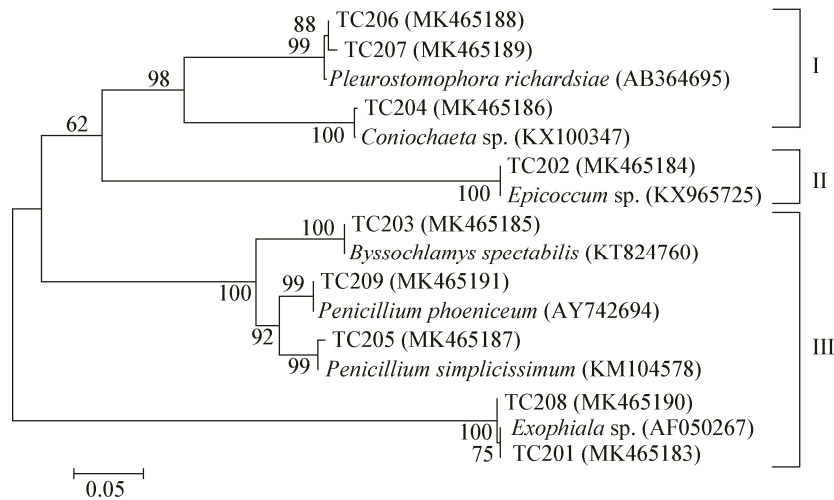 88
TC206 (MK465188)
99
TC207 (MK465189)
Pleurostomophora richardsiae (AB364695)
I
98
TC204 (MK465186)
100
Coniochaeta sp. (KX100347)
62
TC202 (MK465184)
100
Epicoccum sp. (KX965725)
II
100
TC203 (MK465185)
Byssochlamys spectabilis (KT824760)
100
99
TC209 (MK465191)
Penicillium phoeniceum (AY742694)
92
TC205 (MK465187)
99
Penicillium simplicissimum (KM104578)
III
TC208 (MK465190)
100
Exophiala sp. (AF050267)
75
TC201 (MK465183)
0.05